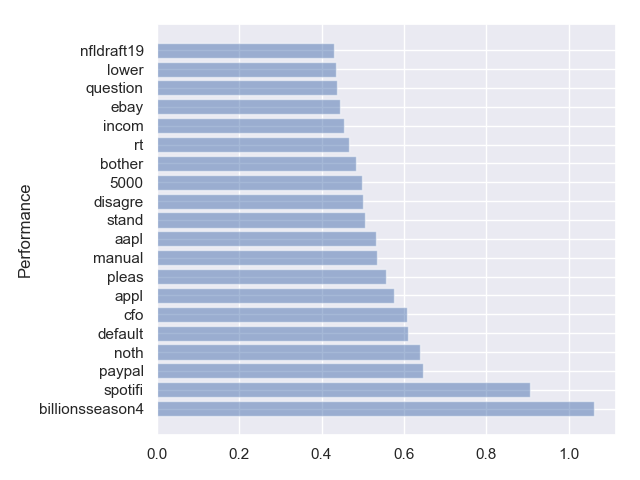 nfldraft19
lower
question
ebay
incom
rt
bother
5000
disagre
stand
aapl
manual
pleas
appl
cfo
default
noth
paypal
spotifi
billionsseason4
Performance
0.0 0.2 0.4 0.6 0.8 1.0